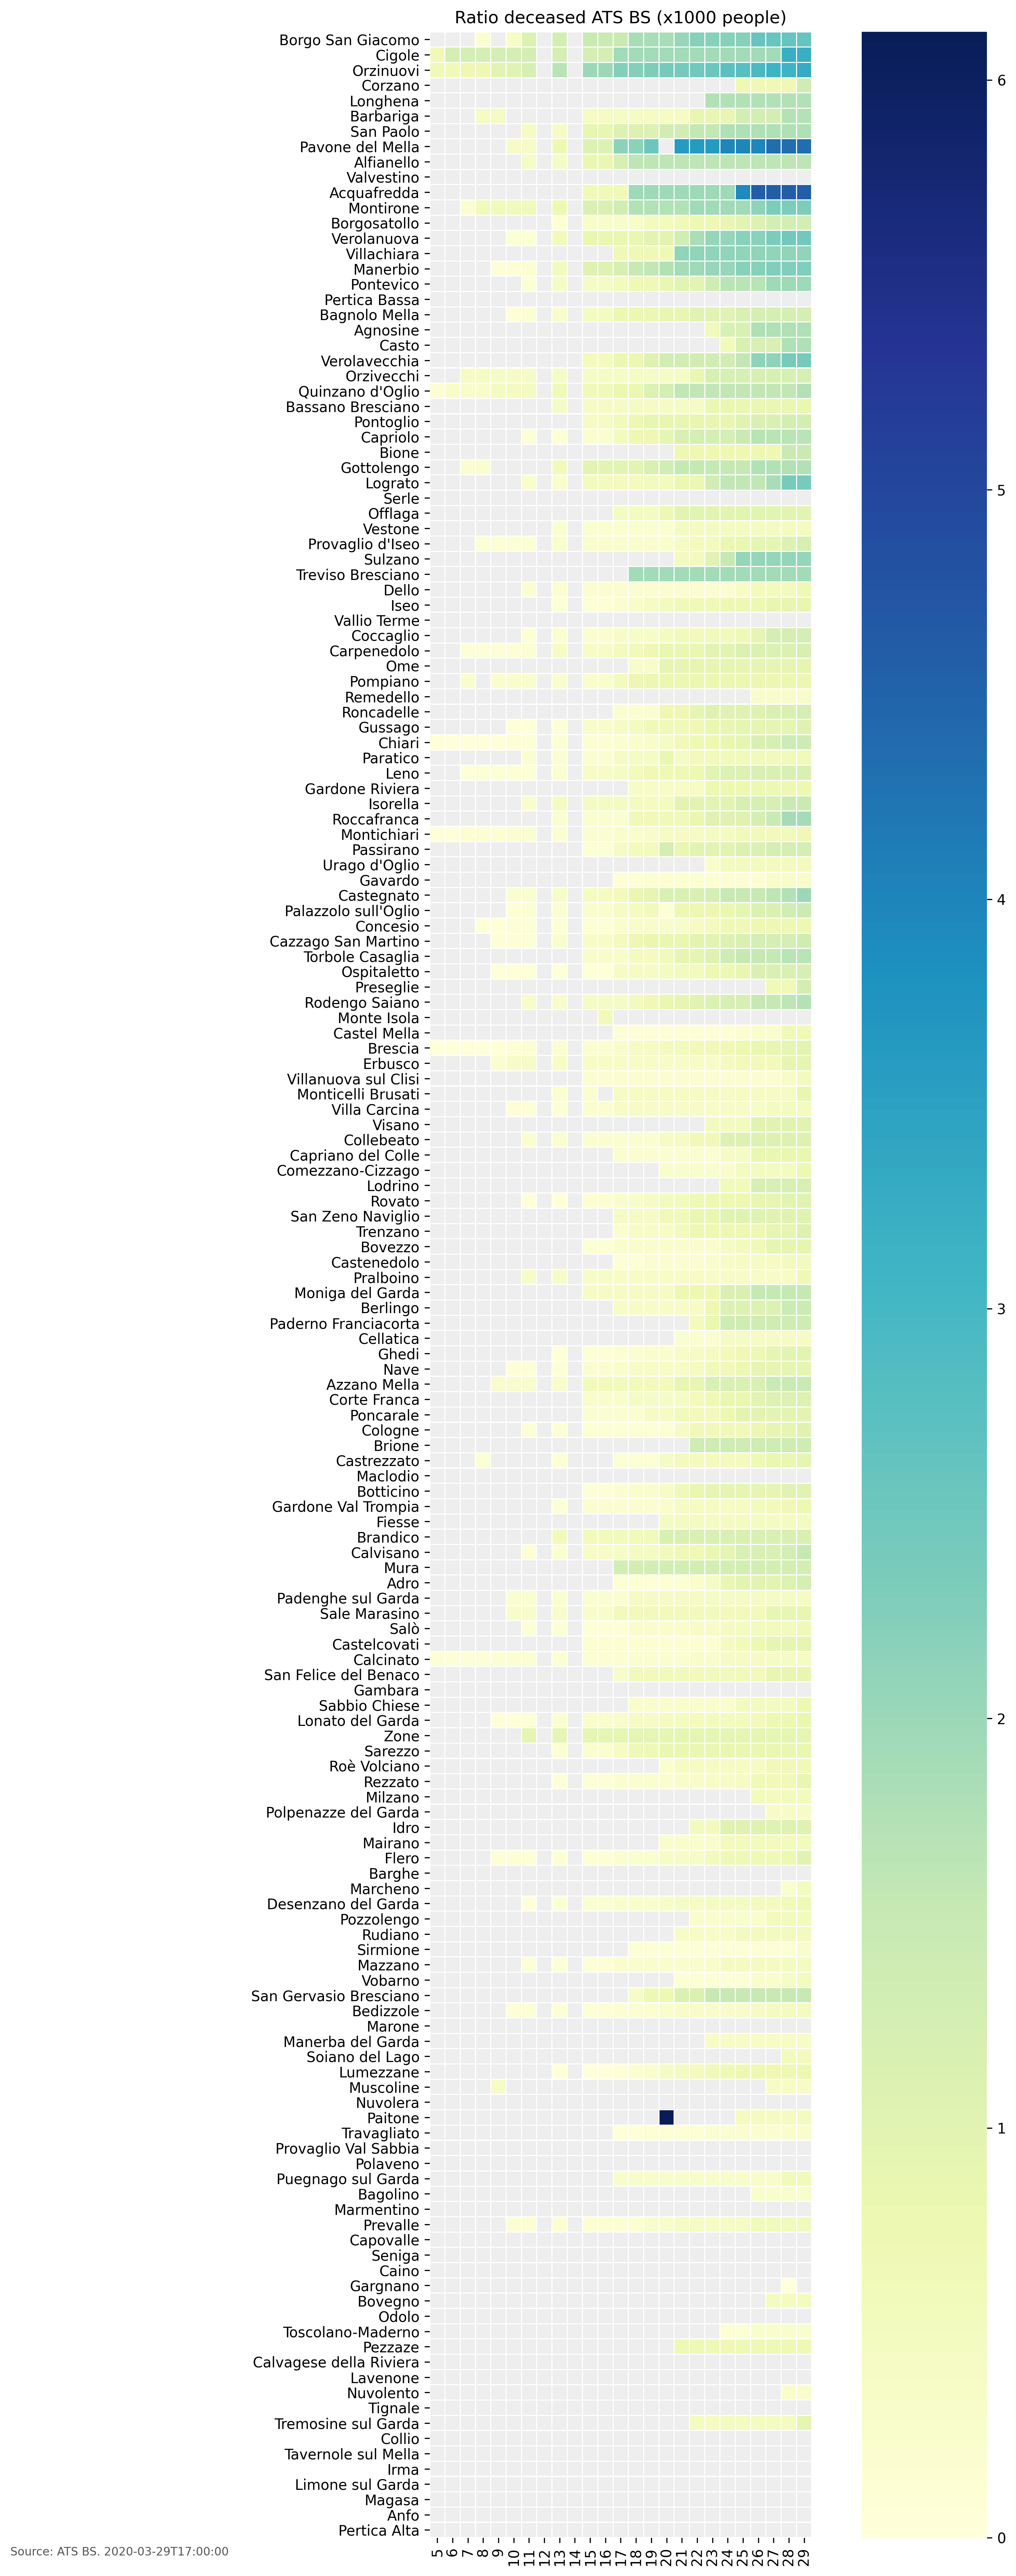 Ratio deceased ATS BS (x1000 people)
Borgo San Giacomo
Cigole
Orzinuovi
Corzano
Longhena
Barbariga
San Paolo
Pavone del Mella
Alfianello
Valvestino
Acquafredda
Montirone
Borgosatollo
Verolanuova
Villachiara
Manerbio
Pontevico
Pertica Bassa
Bagnolo Mella
Agnosine
Casto
Verolavecchia
Orzivecchi
Quinzano d'Oglio
Bassano Bresciano
Pontoglio
Capriolo
Bione
Gottolengo
Lograto
Serle
Offlaga
Vestone
Provaglio d'Iseo
Sulzano
Treviso Bresciano
Dello
Iseo
Vallio Terme
Coccaglio
Carpenedolo
Ome
Pompiano
Remedello
Roncadelle
Gussago
Chiari
Paratico
Leno
Gardone Riviera
Isorella
Roccafranca
Montichiari
Passirano
Urago d'Oglio
Gavardo
Castegnato
Palazzolo sull'Oglio
Concesio
Cazzago San Martino
Torbole Casaglia
Ospitaletto
Preseglie
Rodengo Saiano
Monte Isola
Castel Mella
Brescia
Erbusco
Villanuova sul Clisi
Monticelli Brusati
Villa Carcina
Visano
Collebeato
Capriano del Colle
Comezzano-Cizzago
Lodrino
Rovato
San Zeno Naviglio
Trenzano
Bovezzo
Castenedolo
Pralboino
Moniga del Garda
Berlingo
Paderno Franciacorta
Cellatica
Ghedi
Nave
Azzano Mella
Corte Franca
Poncarale
Cologne
Brione
Castrezzato
Maclodio
Botticino
Gardone Val Trompia
Fiesse
Brandico
Calvisano
Mura
Adro
Padenghe sul Garda
Sale Marasino
Salò
Castelcovati
Calcinato
San Felice del Benaco
Gambara
Sabbio Chiese
Lonato del Garda
Zone
Sarezzo
Roè Volciano
Rezzato
Milzano
Polpenazze del Garda
Idro
Mairano
Flero
Barghe
Marcheno
Desenzano del Garda
Pozzolengo
Rudiano
Sirmione
Mazzano
Vobarno
San Gervasio Bresciano
Bedizzole
Marone
Manerba del Garda
Soiano del Lago
Lumezzane
Muscoline
Nuvolera
Paitone
Travagliato
Provaglio Val Sabbia
Polaveno
Puegnago sul Garda
Bagolino
Marmentino
Prevalle
Capovalle
Seniga
Caino
Gargnano
Bovegno
Odolo
Toscolano-Maderno
Pezzaze
Calvagese della Riviera
Lavenone
Nuvolento
Tignale
Tremosine sul Garda
Collio
Tavernole sul Mella
Irma
Limone sul Garda
Magasa
Anfo
Pertica Alta
5 6 7 8 9 10 11 12 13 14 15 16 17 18 19 20 21 22 23 24 25 26 27 28 29
6
5
4
3
2
1
0
Source: ATS BS. 2020-03-29T17:00:00